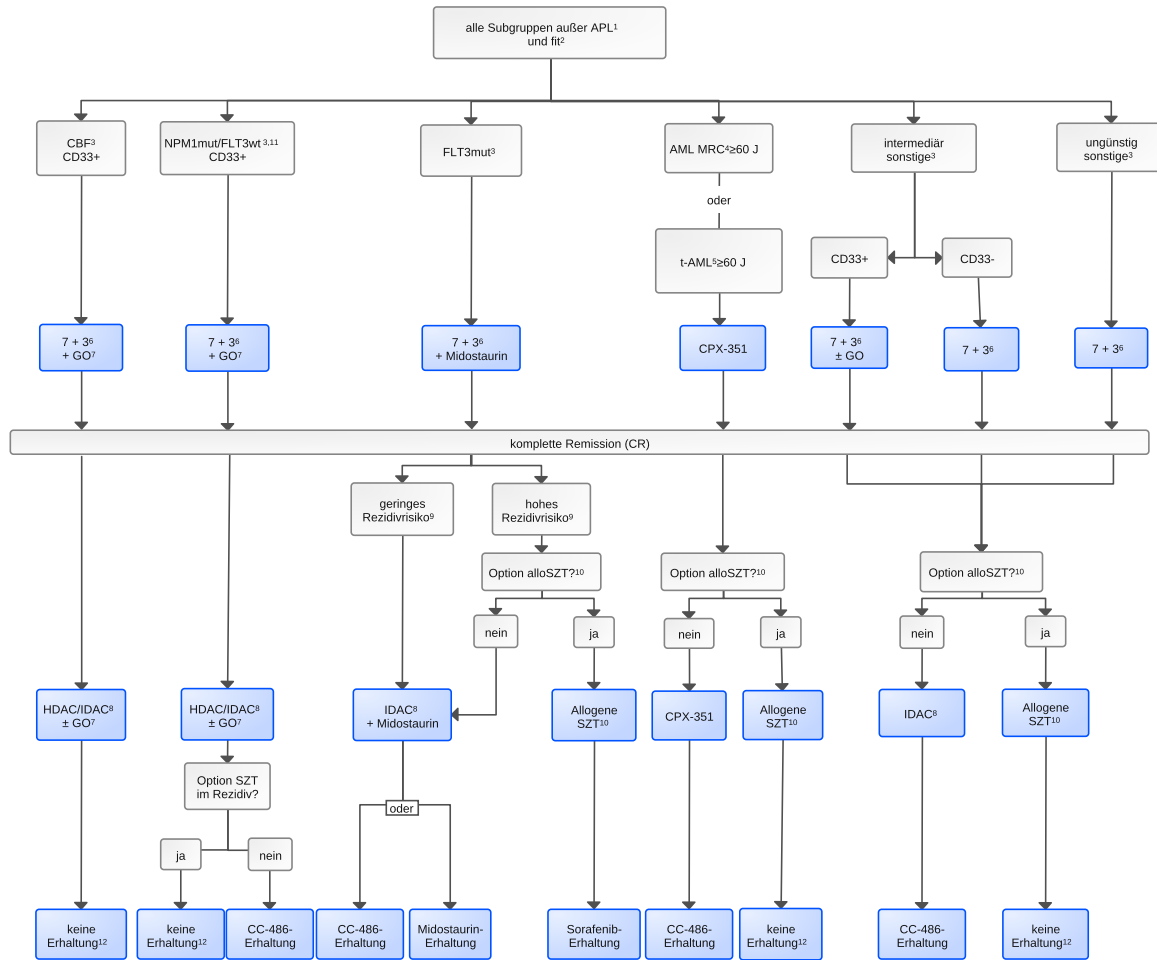 alle Subgruppen außer APL¹
und fit²
CBF³
CD33+
NPM1mut/FLT3wt ³,¹¹
CD33+
FLT3mut³
AML MRC⁴≥60 J
intermediär
sonstige³
ungünstig
sonstige³
oder
t-AML⁵≥60 J
CD33+
CD33-
7 + 3⁶
+ GO⁷
7 + 3⁶
+ GO⁷
7 + 3⁶
+ Midostaurin
CPX-351
7 + 3⁶
± GO
7 + 3⁶
7 + 3⁶
komplette Remission (CR)
geringes
Rezidivrisiko⁹
hohes
Rezidivrisiko⁹
Option alloSZT?¹⁰
Option alloSZT?¹⁰
Option alloSZT?¹⁰
nein
ja
nein
ja
nein
ja
HDAC/IDAC⁸
± GO⁷
HDAC/IDAC⁸
± GO⁷
IDAC⁸
+ Midostaurin
Allogene
SZT¹⁰
CPX-351
Allogene
SZT¹⁰
IDAC⁸
Allogene
SZT¹⁰
Option SZT
im Rezidiv?
oder
ja
nein
keine
Erhaltung¹²
keine
Erhaltung¹²
CC-486-
Erhaltung
CC-486-
Erhaltung
Midostaurin-
Erhaltung
Sorafenib-
Erhaltung
CC-486-
Erhaltung
keine
Erhaltung¹²
CC-486-
Erhaltung
keine
Erhaltung¹²